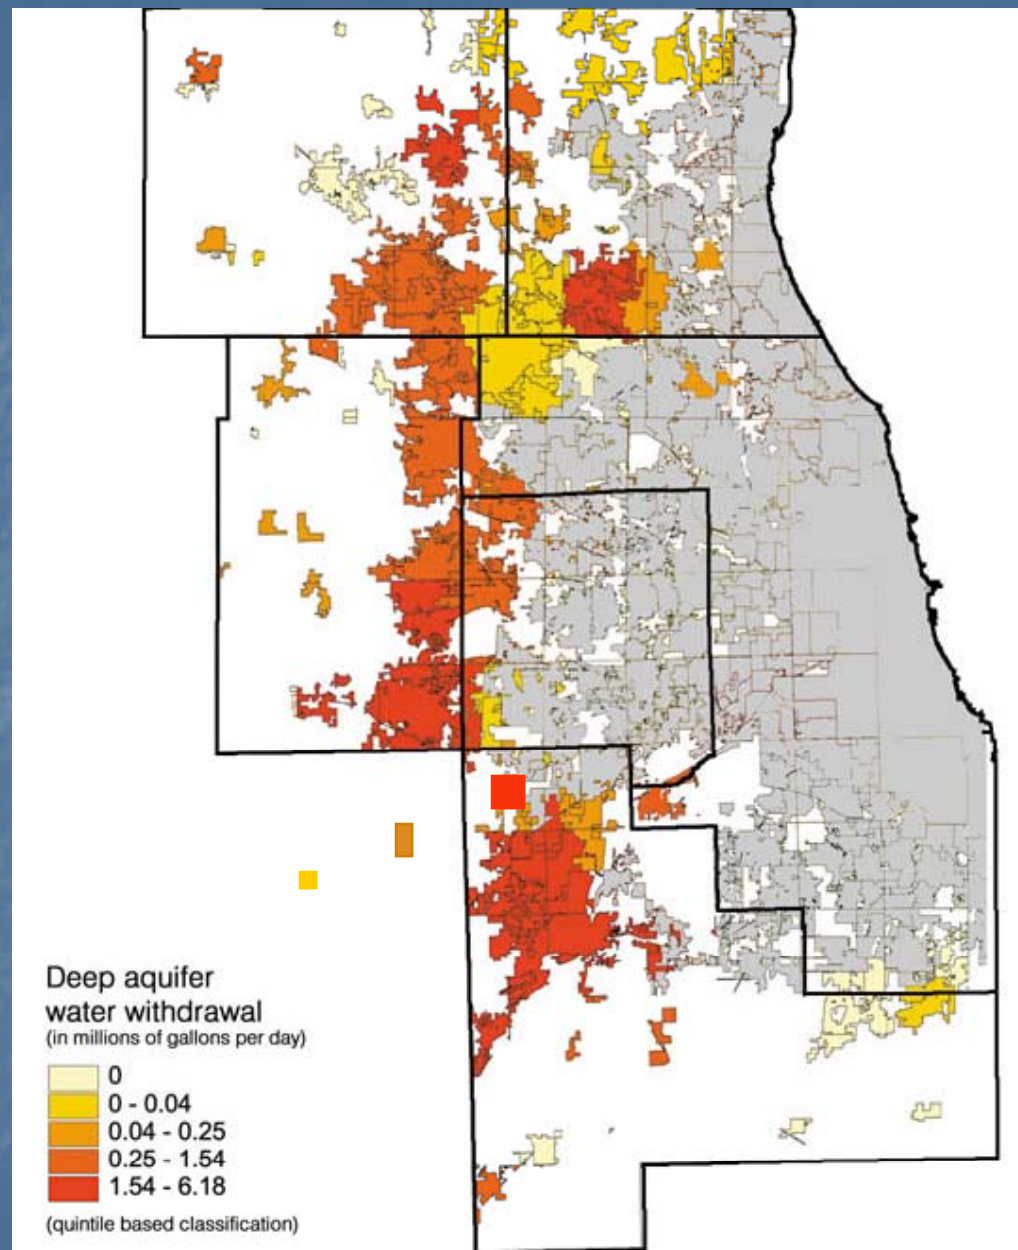 Deep aquifer
water withdrawal
(in millions of gallons per day)
0
0 - 0.04
0.04 - 0.25
0.25 - 1.54
1.54 - 6.18
(quintile based classification)